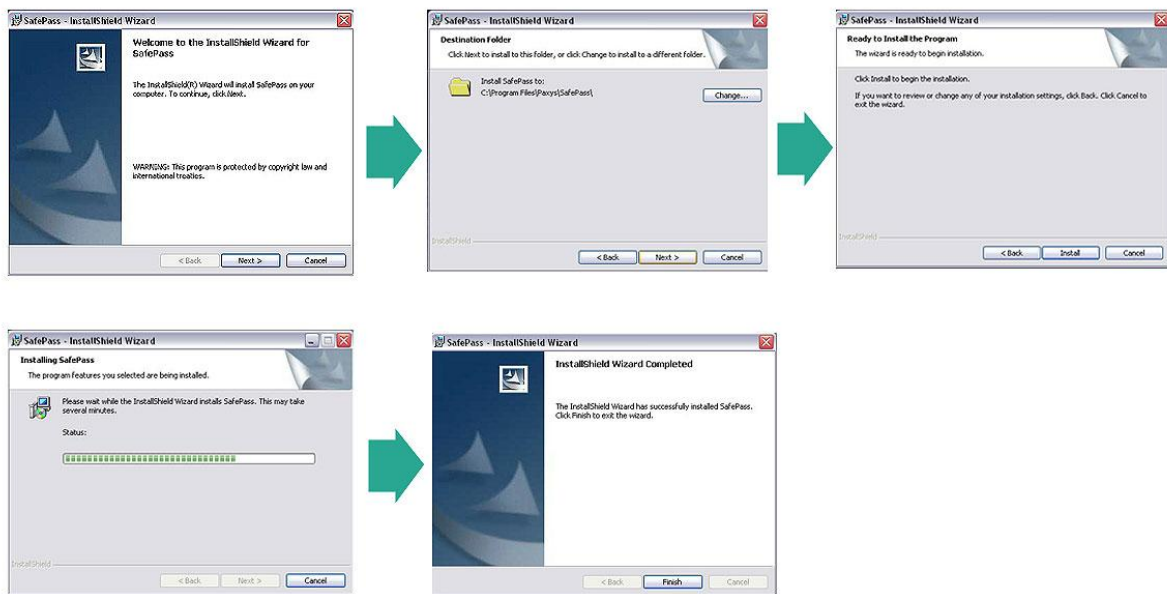 SafePass - InstallShield Wizard
Welcome to the InstallShield Wizard for
SafePass
The InstallShield(R) Wizard will install SafePass on your
computer. To continue, click Next.
WARNING: This program is protected by copyright law and
international treaties.
< Back
Next >
Cancel
SafePass - InstallShield Wizard
Destination Folder
Click Next to install to this folder, or click Change to install to a different folder.
Install SafePass to:
C:\Program Files\Paxys\SafePass\
Change...
InstallShield
< Back
Next >
Cancel
SafePass - InstallShield Wizard
Ready to Install the Program
The wizard is ready to begin installation.
Click Install to begin the installation.
If you want to review or change any of your installation settings, click Back. Click Cancel to
exit the wizard.
InstallShield
< Back
Install
Cancel
SafePass - InstallShield Wizard
Installing SafePass
The program features you selected are being installed.
Please wait while the InstallShield Wizard installs SafePass. This may take
several minutes.
Status:
InstallShield
< Back
Next >
Cancel
SafePass - InstallShield Wizard
InstallShield Wizard Completed
The InstallShield Wizard has successfully installed SafePass.
Click Finish to exit the wizard.
< Back
Finish
Cancel